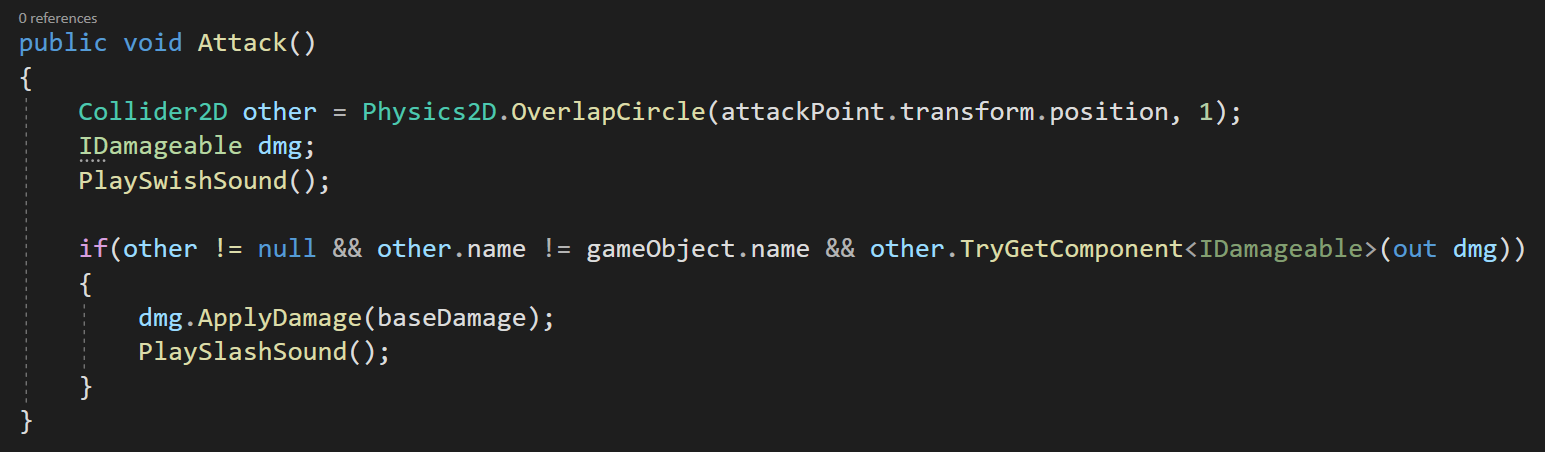 0 references
public void Attack()
{
Collider2D other = Physics2D.OverlapCircle(attackPoint.transform.position, 1);
IDamageable dmg;
PlaySwishSound();
if(other != null && other.name != gameObject.name && other.TryGetComponent<IDamageable>(out dmg))
{
dmg.ApplyDamage(baseDamage);
PlaySlashSound();
}
}